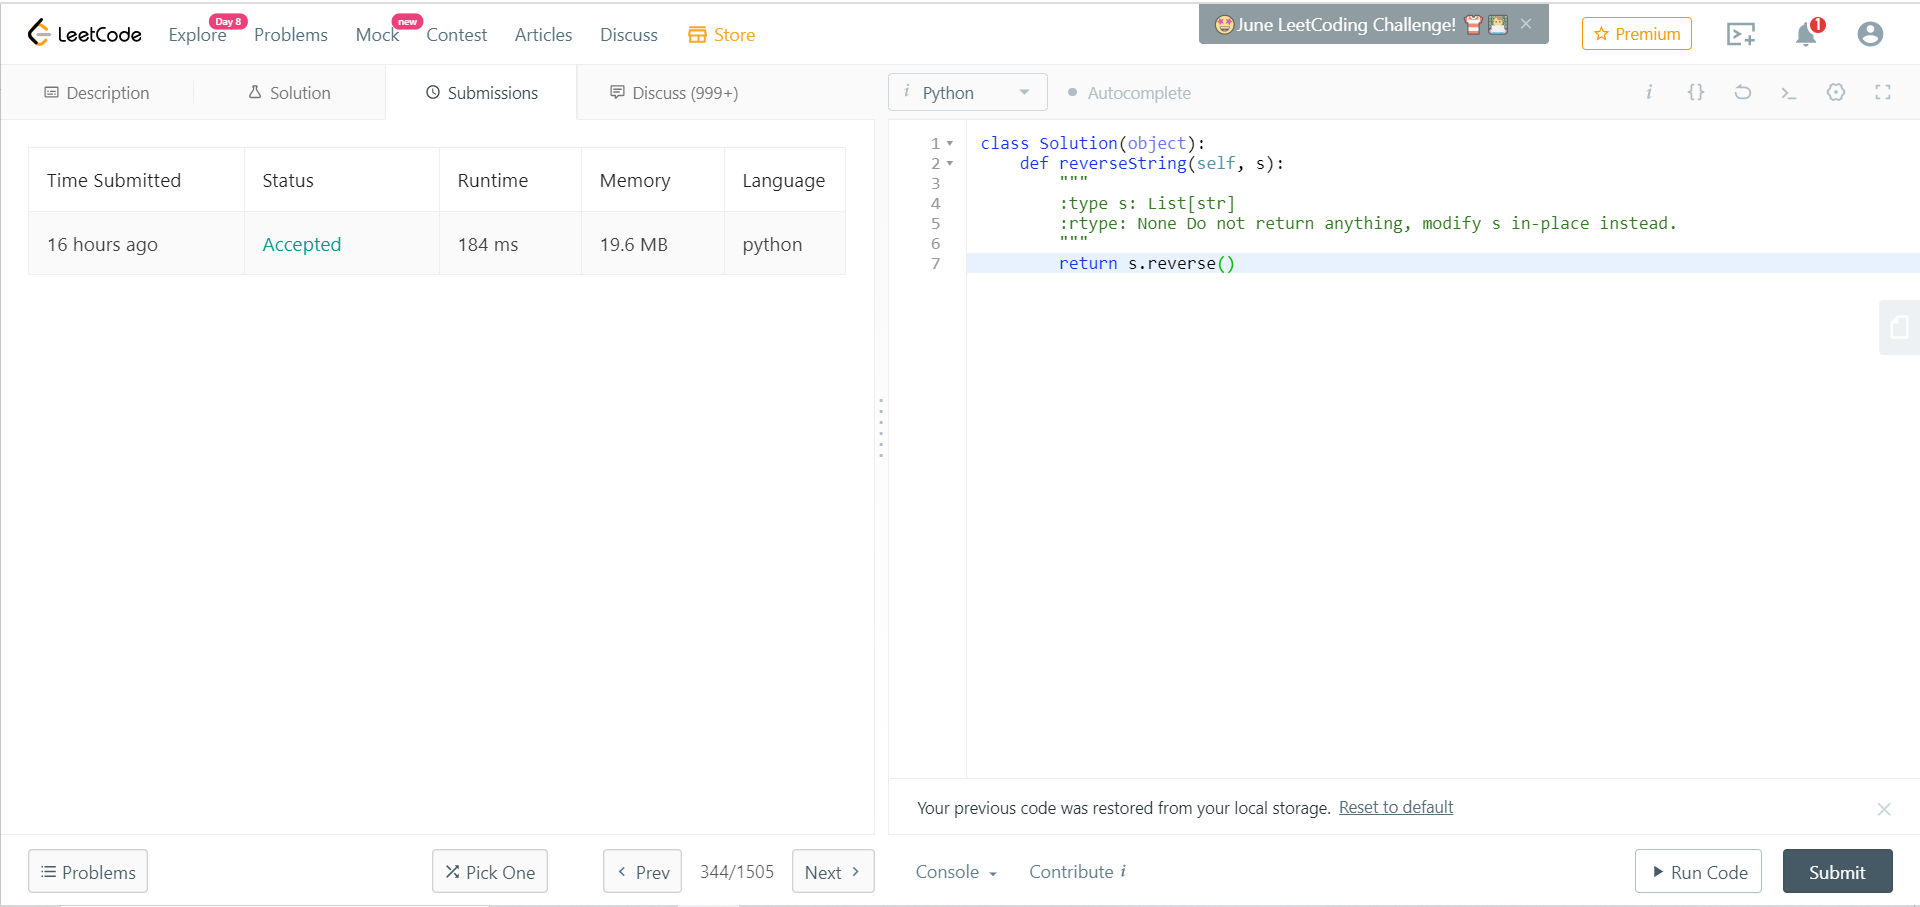 LeetCode
Explore Day 8 Problems Mock new Contest Articles Discuss Store
June LeetCoding Challenge!
Premium
1
Description Solution Submissions Discuss (999+)
i Python Autocomplete
i {}
Time Submitted Status Runtime Memory Language
16 hours ago Accepted 184 ms 19.6 MB python
1 class Solution(object):
2 def reverseString(self, s):
3 """
4 :type s: List[str]
5 :rtype: None Do not return anything, modify s in-place instead.
6 """
7 return s.reverse()
Your previous code was restored from your local storage. Reset to default
Problems Pick One Prev 344/1505 Next Console Contribute i Run Code Submit